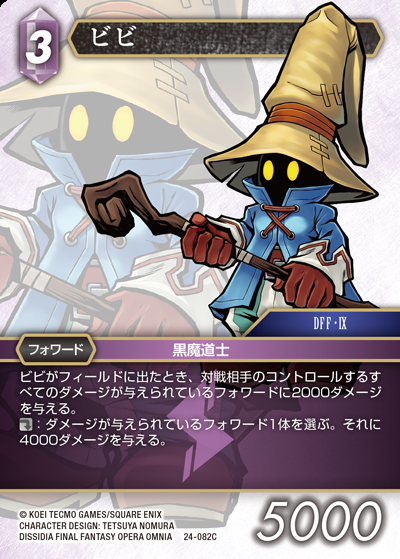 3
ビビ
DFF・IX
フォワード
黒魔道士
ビビがフィールドに出たとき、対戦相手のコントロールするす
べてのダメージが与えられているフォワードに2000ダメージ
を与える。
:ダメージが与えられているフォワード1体を選ぶ。それに
4000ダメージを与える。
© KOEI TECMO GAMES/SQUARE ENIX
CHARACTER DESIGN: TETSUYA NOMURA
DISSIDIA FINAL FANTASY OPERA OMNIA 24-082C
5000